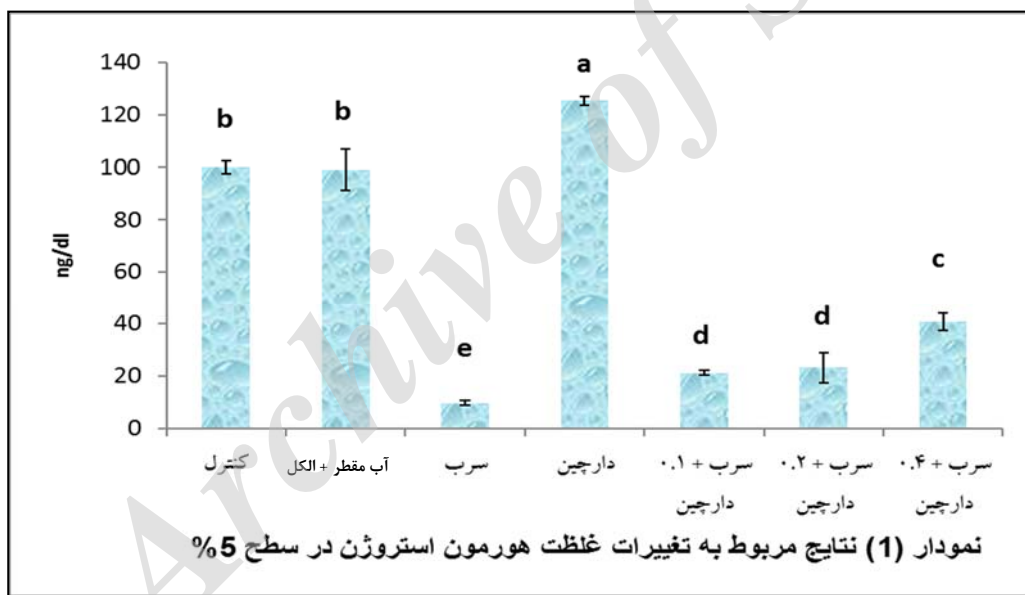 140
a
120
b
b
100
80
ng/dl
60
c
40
d
d
20
e
0
کنترل
آب مقطر + الکل
سرب
دارچین
سرب + ۰.۱
دارچین
سرب + ۰.۲
دارچین
سرب + ۰.۴
دارچین
نمودار (1) نتایج مربوط به تغییرات غلظت هورمون استروژن در سطح 5%
Archive of S